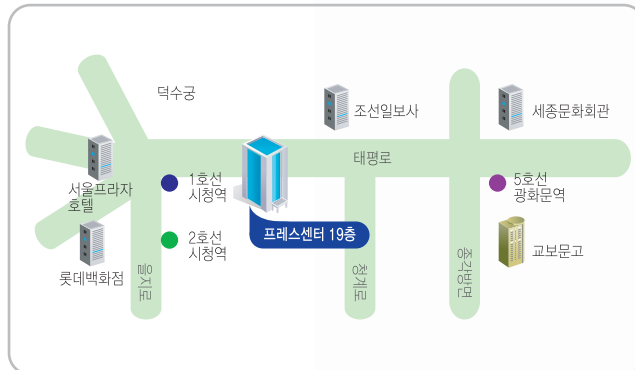 덕수궁
조선일보사
세종문화회관
태평로
서울프라자
호텔
1호선
시청역
5호선
광화문역
프레스센터 19층
2호선
시청역
교보문고
롯데백화점
을지로
청계로
종각방면